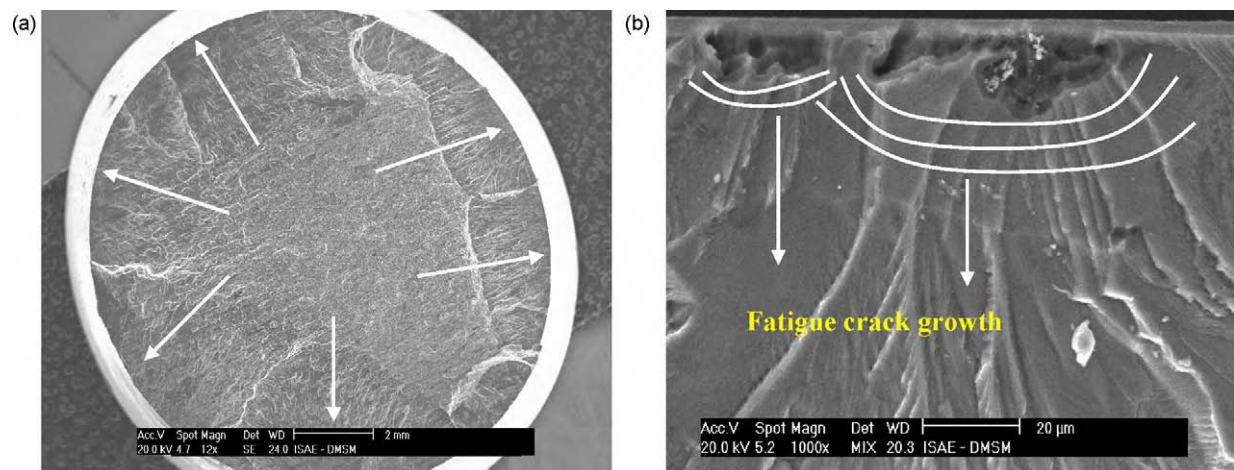 (a)
Acc.V Spot Magn Det WD 2 mm
20.0 kV 4.7 12x SE 24.0 ISAE - DMSM
(b)
Fatigue crack growth
Acc.V Spot Magn Det WD 20 µm
20.0 kV 5.2 1000x MIX 20.3 ISAE - DMSM